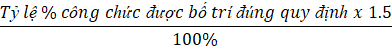 Tỷ lệ % công chức được bố trí đúng quy định x 1.5
100%